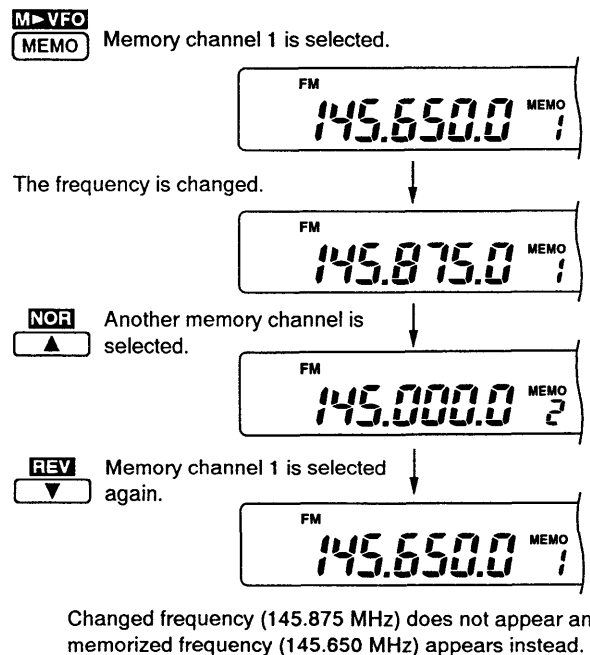 M►VFO
MEMO Memory channel 1 is selected.
FM
145.650.0 MEMO 1
The frequency is changed.
FM
145.875.0 MEMO 1
NOR Another memory channel is
▲ selected.
FM
145.000.0 MEMO 2
REV Memory channel 1 is selected
▼ again.
FM
145.650.0 MEMO 1
Changed frequency (145.875 MHz) does not appear an
memorized frequency (145.650 MHz) appears instead.